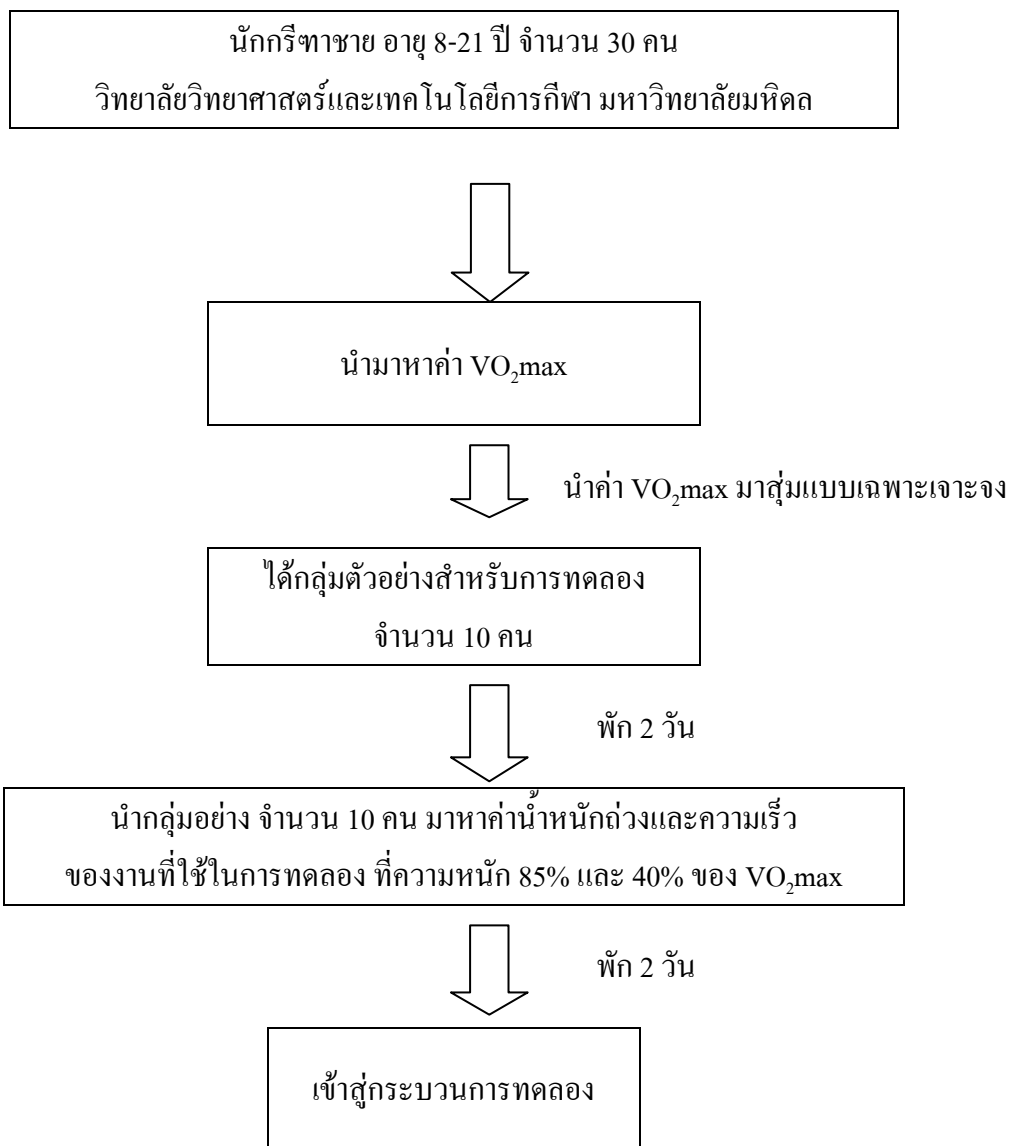 นักกรีฑาชาย อายุ 8-21 ปี จำนวน 30 คน
วิทยาลัยวิทยาศาสตร์และเทคโนโลยีการกีฬา มหาวิทยาลัยมหิดล
นำมาหาค่า VO₂max
นำค่า VO₂max มาสุ่มแบบเฉพาะเจาะจง
ได้กลุ่มตัวอย่างสำหรับการทดลอง
จำนวน 10 คน
พัก 2 วัน
นำกลุ่มอย่าง จำนวน 10 คน มาหาค่าน้ำหนักถ่วงและความเร็ว
ของงานที่ใช้ในการทดลอง ที่ความหนัก 85% และ 40% ของ VO₂max
พัก 2 วัน
เข้าสู่กระบวนการทดลอง